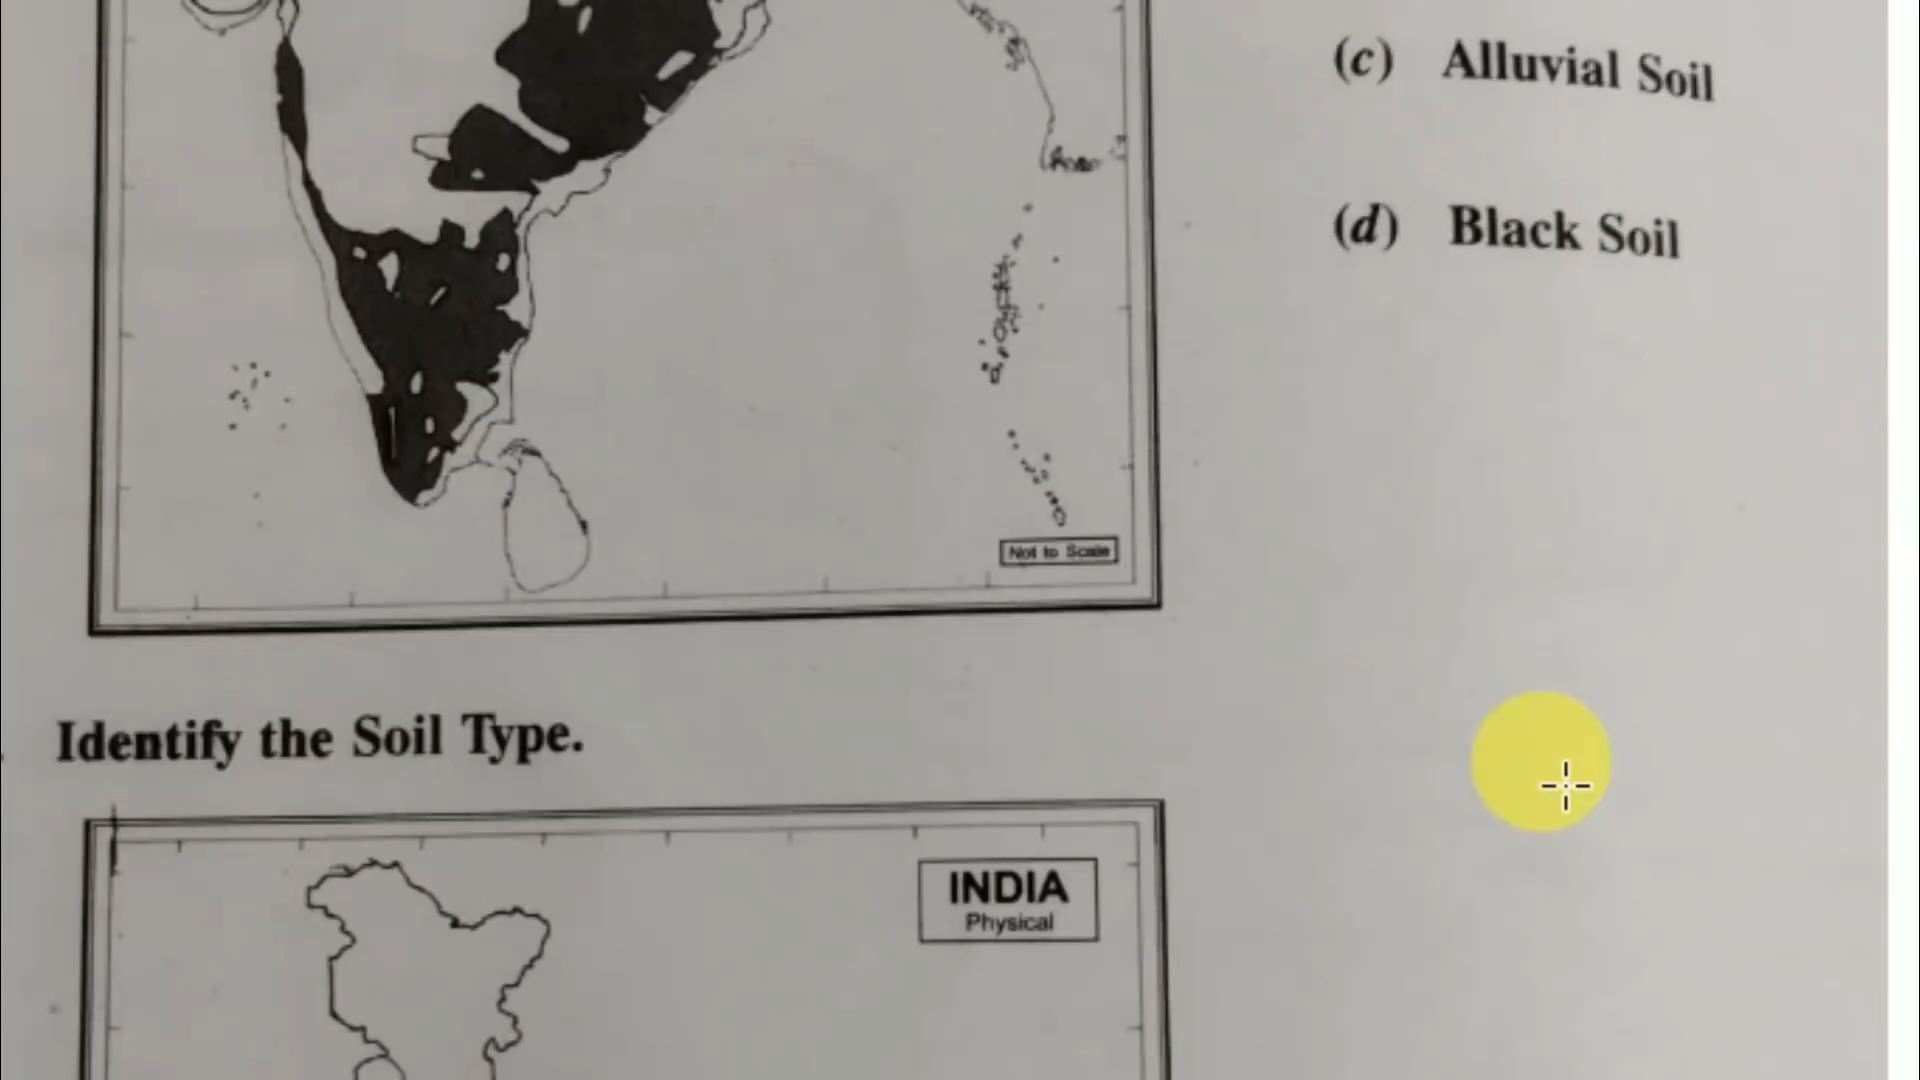 (c) Alluvial Soil
(d) Black Soil
Not to Scale
Identify the Soil Type.
INDIA
Physical